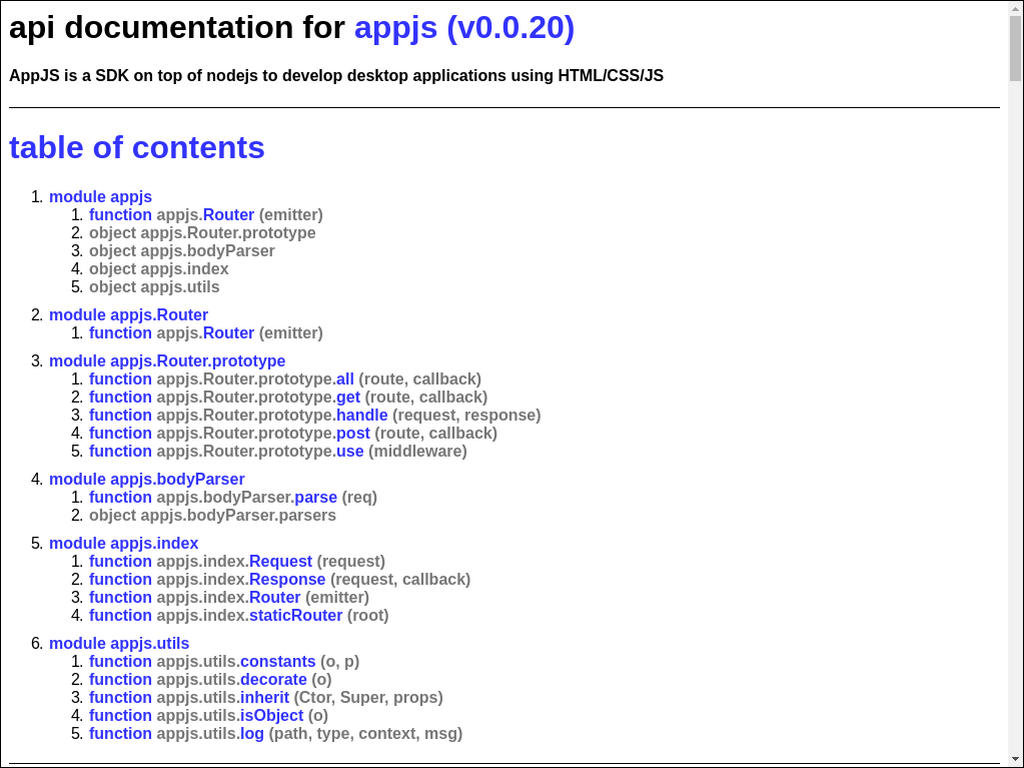 api documentation for appjs (v0.0.20)
AppJS is a SDK on top of nodejs to develop desktop applications using HTML/CSS/JS
table of contents
1. module appjs
1. function appjs.Router (emitter)
2. object appjs.Router.prototype
3. object appjs.bodyParser
4. object appjs.index
5. object appjs.utils
2. module appjs.Router
1. function appjs.Router (emitter)
3. module appjs.Router.prototype
1. function appjs.Router.prototype.all (route, callback)
2. function appjs.Router.prototype.get (route, callback)
3. function appjs.Router.prototype.handle (request, response)
4. function appjs.Router.prototype.post (route, callback)
5. function appjs.Router.prototype.use (middleware)
4. module appjs.bodyParser
1. function appjs.bodyParser.parse (req)
2. object appjs.bodyParser.parsers
5. module appjs.index
1. function appjs.index.Request (request)
2. function appjs.index.Response (request, callback)
3. function appjs.index.Router (emitter)
4. function appjs.index.staticRouter (root)
6. module appjs.utils
1. function appjs.utils.constants (o, p)
2. function appjs.utils.decorate (o)
3. function appjs.utils.inherit (Ctor, Super, props)
4. function appjs.utils.isObject (o)
5. function appjs.utils.log (path, type, context, msg)